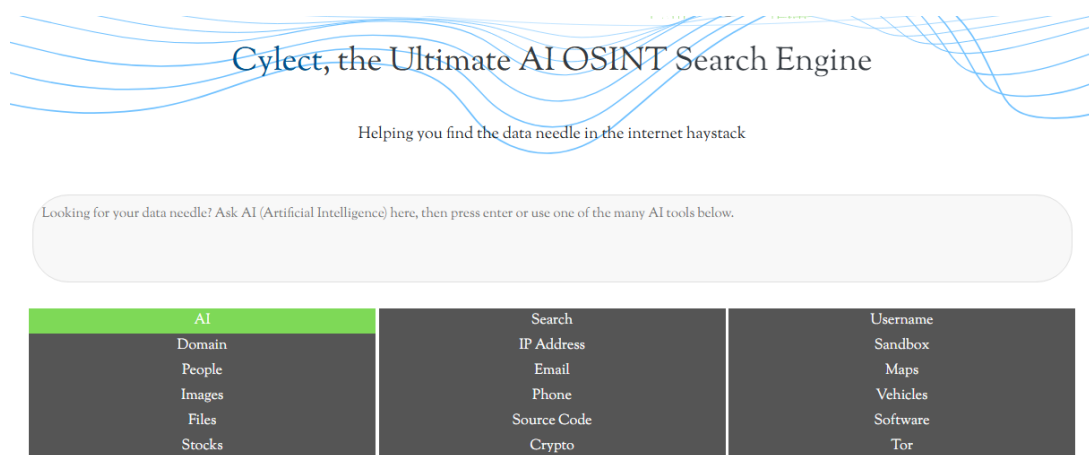 Cylect, the Ultimate AI OSINT Search Engine
Helping you find the data needle in the internet haystack
Looking for your data needle? Ask AI (Artificial Intelligence) here, then press enter or use one of the many AI tools below.
AI Search Username
Domain IP Address Sandbox
People Email Maps
Images Phone Vehicles
Files Source Code Software
Stocks Crypto Tor